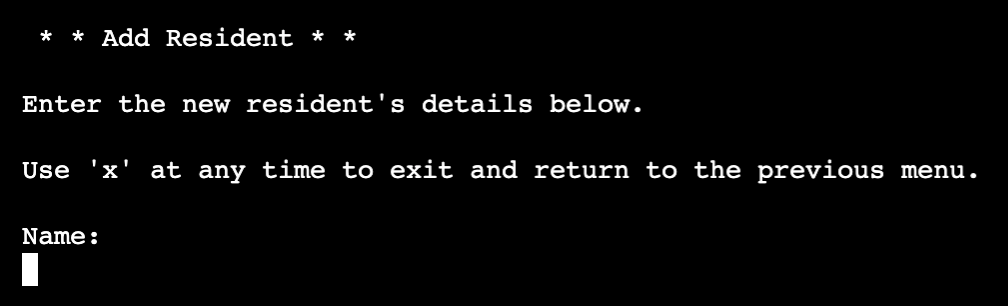 * * Add Resident * *
Enter the new resident's details below.
Use 'x' at any time to exit and return to the previous menu.
Name: